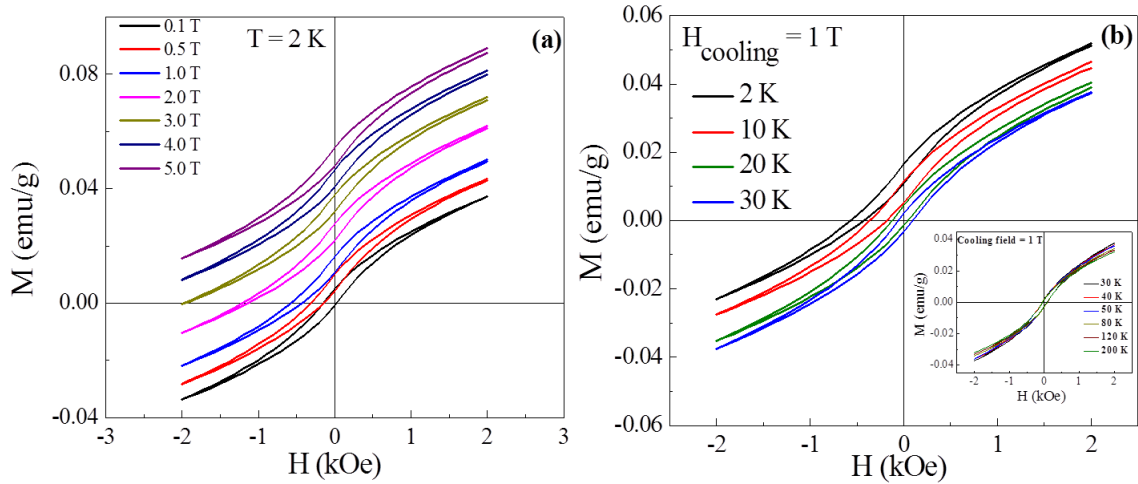 0.1 T
0.5 T
1.0 T
2.0 T
3.0 T
4.0 T
5.0 T
T = 2 K
(a)
0.08
0.04
0.00
-0.04
M (emu/g)
-3
-2
-1
0
1
2
3
H (kOe)
H cooling = 1 T
(b)
2 K
10 K
20 K
30 K
0.06
0.04
0.02
0.00
-0.02
-0.04
-0.06
M (emu/g)
-2
-1
0
1
2
H (kOe)
Cooling field = 1 T
30 K
40 K
50 K
80 K
120 K
200 K
0.04
0.02
0.00
-0.02
-0.04
M (emu/g)
-2
-1
0
1
2
H (kOe)